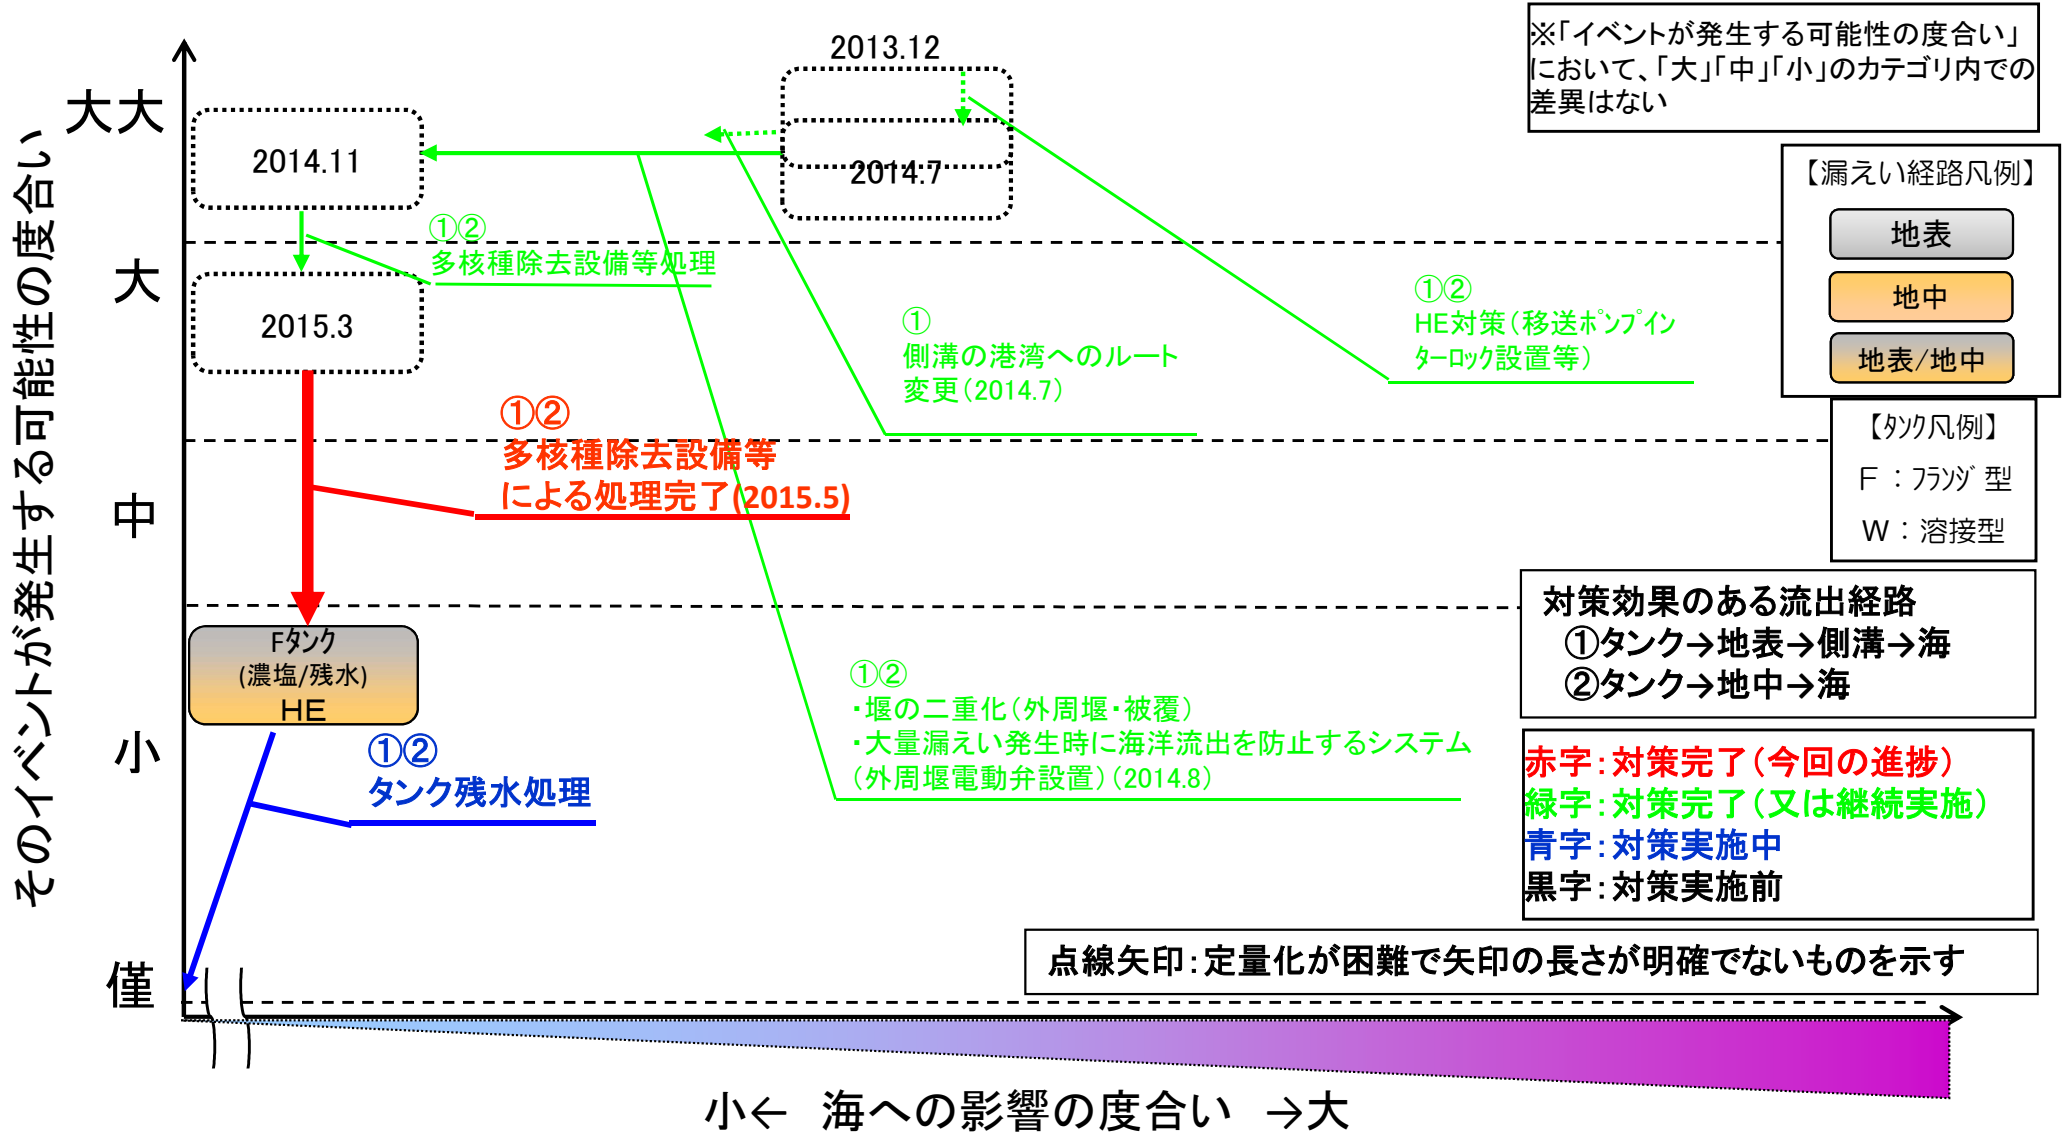 そのイベントが発生する可能性の度合い
大大
大
中
小
僅
2013.12
2014.7
2014.11
2015.3
※「イベントが発生する可能性の度合い」
において、「大」「中」「小」のカテゴリ内での
差異はない
【漏えい経路凡例】
地表
地中
地表/地中
【ﾀﾝｸ凡例】
F：ﾌﾗﾝｼﾞ型
W：溶接型
①②
多核種除去設備等処理
①
側溝の港湾へのルート
変更(2014.7)
①②
HE対策(移送ﾎﾟﾝﾌﾟｲﾝ
ﾀｰﾛｯｸ設置等)
①②
多核種除去設備等
による処理完了(2015.5)
Fﾀﾝｸ
(濃塩/残水)
HE
①②
タンク残水処理
①②
・堰の二重化(外周堰・被覆)
・大量漏えい発生時に海洋流出を防止するシステム
(外周堰電動弁設置)(2014.8)
対策効果のある流出経路
①タンク→地表→側溝→海
②タンク→地中→海
赤字：対策完了(今回の進捗)
緑字：対策完了(又は継続実施)
青字：対策実施中
黒字：対策実施前
点線矢印：定量化が困難で矢印の長さが明確でないものを示す
小← 海への影響の度合い →大